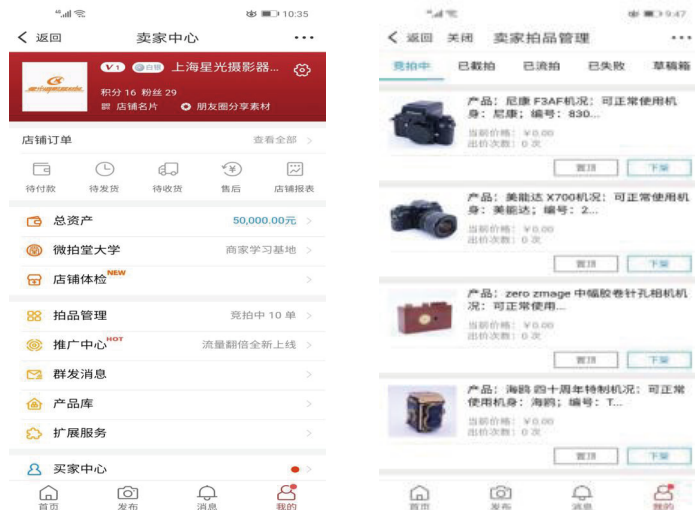 10:35
返回 卖家中心
V1 白银 上海星光摄影器...
积分 16 粉丝 29
店铺名片 朋友圈分享素材
店铺订单 查看全部
待付款 待发货 待收货 售后 店铺报表
总资产 50,000.00元
微拍堂大学 商家学习基地
店铺体检 NEW
拍品管理 竞拍中 10 单
推广中心 HOT 流量翻倍全新上线
群发消息
产品库
扩展服务
买家中心
首页 发布 消息 我的
9:47
返回 关闭 卖家拍品管理
竞拍中 已截拍 已流拍 已失败 草稿箱
产品：尼康 F3AF机况：可正常使用机
身：尼康；编号：830...
当前价格：￥0.00
出价次数：0 次
置顶 下架
产品：美能达 X700机况：可正常使用机
身：美能达；编号：2...
当前价格：￥0.00
出价次数：0 次
置顶 下架
产品：zero zmage 中幅胶卷针孔相机机
况：可正常使用...
当前价格：￥0.00
出价次数：0 次
置顶 下架
产品：海鸥 四十周年特制机况：可正常
使用机身：海鸥；编号：T...
当前价格：￥0.00
出价次数：0 次
置顶 下架
首页 发布 消息 我的